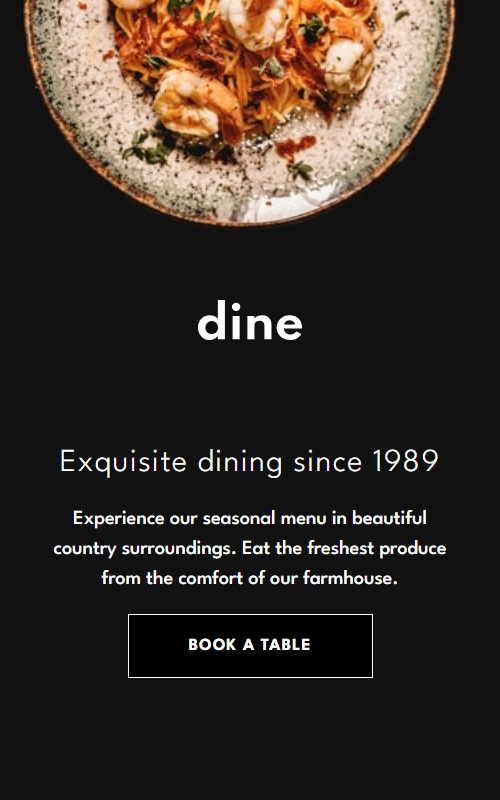 dine
Exquisite dining since 1989
Experience our seasonal menu in beautiful
country surroundings. Eat the freshest produce
from the comfort of our farmhouse.
BOOK A TABLE